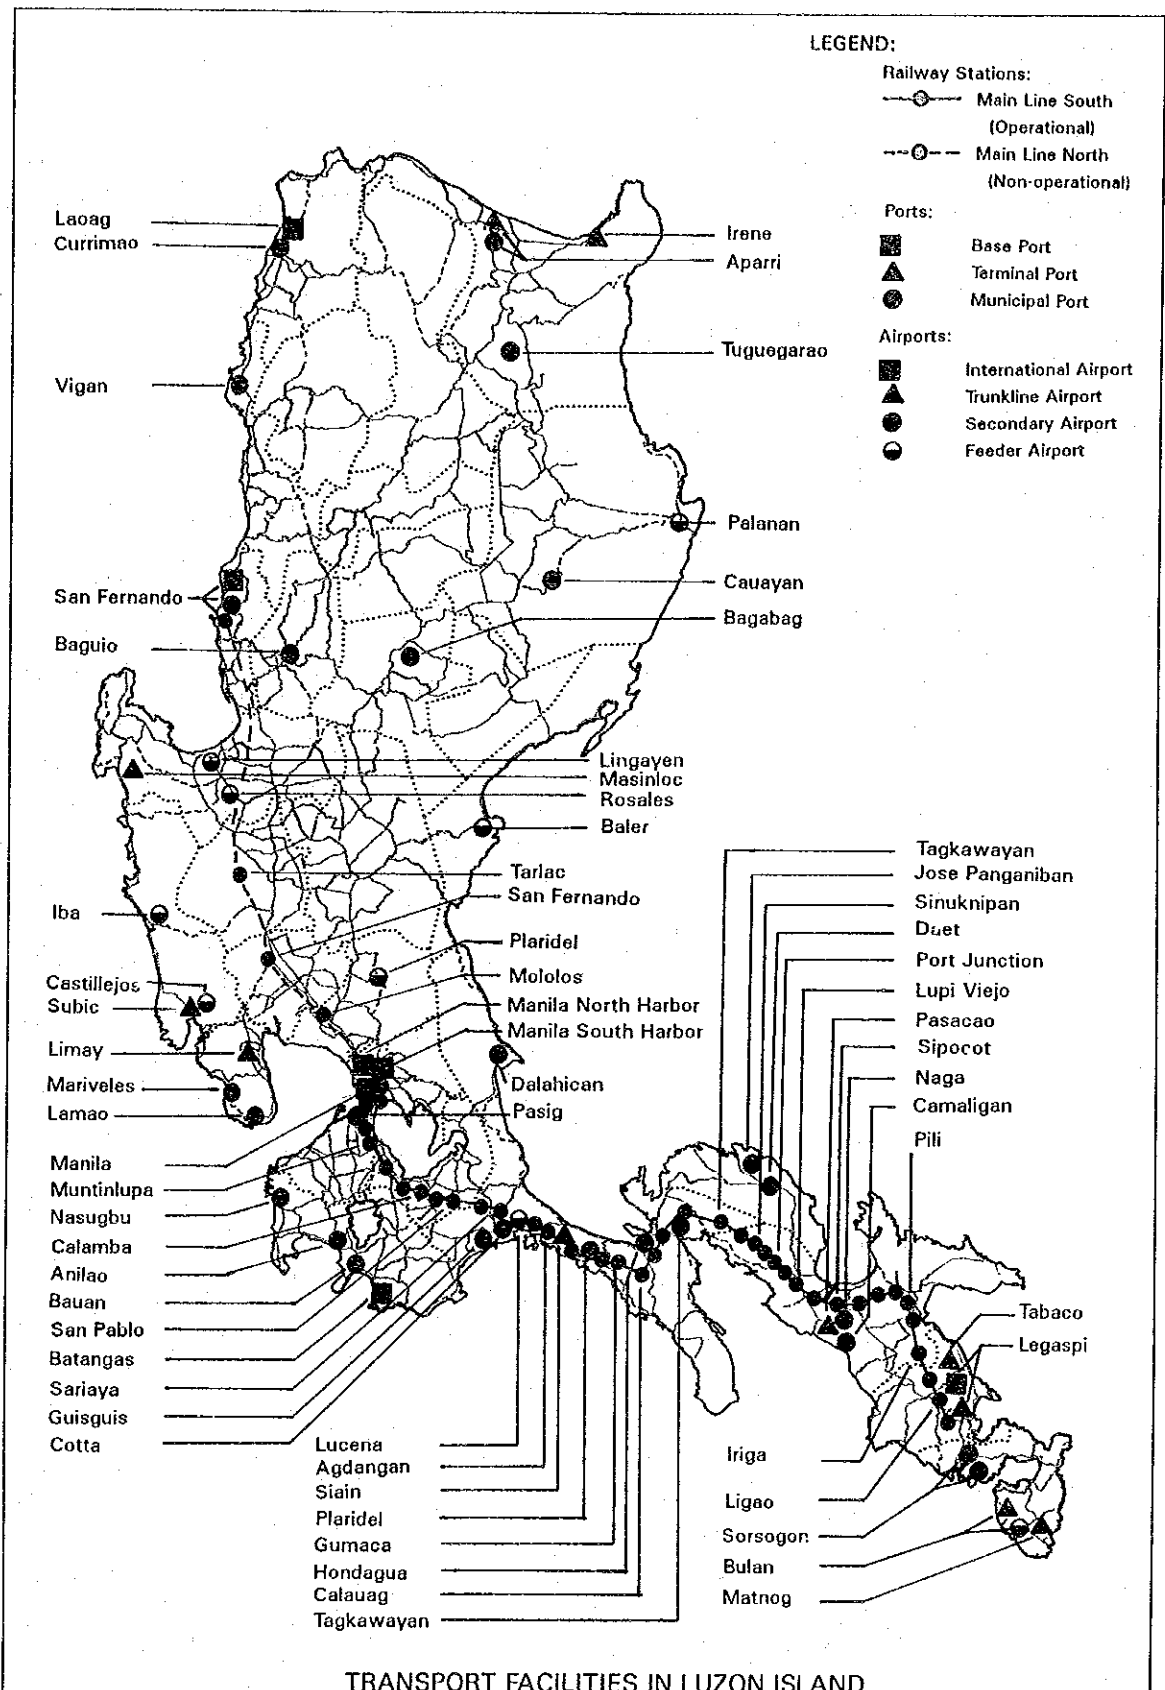 LEGEND:
Railway Stations:
Main Line South
(Operational)
Main Line North
(Non-operational)
Ports:
Base Port
Terminal Port
Municipal Port
Airports:
International Airport
Trunkline Airport
Secondary Airport
Feeder Airport
Laoag
Currimao
Vigan
San Fernando
Baguio
Irene
Aparri
Tuguegarao
Palanan
Cauayan
Bagabag
Lingayen
Masinloc
Rosales
Baler
Tarlac
San Fernando
Plaridel
Mololos
Manila North Harbor
Manila South Harbor
Dalahican
Pasig
Iba
Castillejos
Subic
Limay
Mariveles
Lamao
Manila
Muntinlupa
Nasugbu
Calamba
Anilao
Bauan
San Pablo
Batangas
Sariaya
Guisguis
Cotta
Lucena
Agdangan
Siain
Plaridel
Gumaca
Hondagua
Calauag
Tagkawayan
Tagkawayan
Jose Panganiban
Sinuknipan
Daet
Port Junction
Lupi Viejo
Pasacao
Sipocot
Naga
Camaligan
Pili
Tabaco
Legaspi
Iriga
Ligao
Sorsogon
Bulan
Matnog
TRANSPORT FACILITIES IN LUZON ISLAND